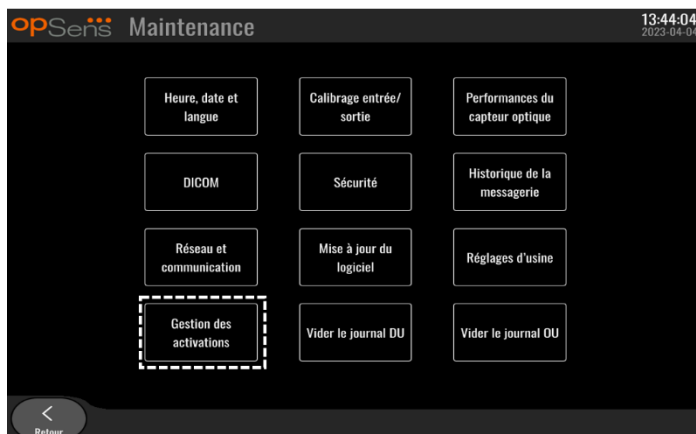 opSens Maintenance
13:44:04
2023-04-04
Heure, date et
langue
Calibrage entrée/
sortie
Performances du
capteur optique
DICOM
Sécurité
Historique de la
messagerie
Réseau et
communication
Mise à jour du
logiciel
Réglages d'usine
Gestion des
activations
Vider le journal DU
Vider le journal OU
Retour